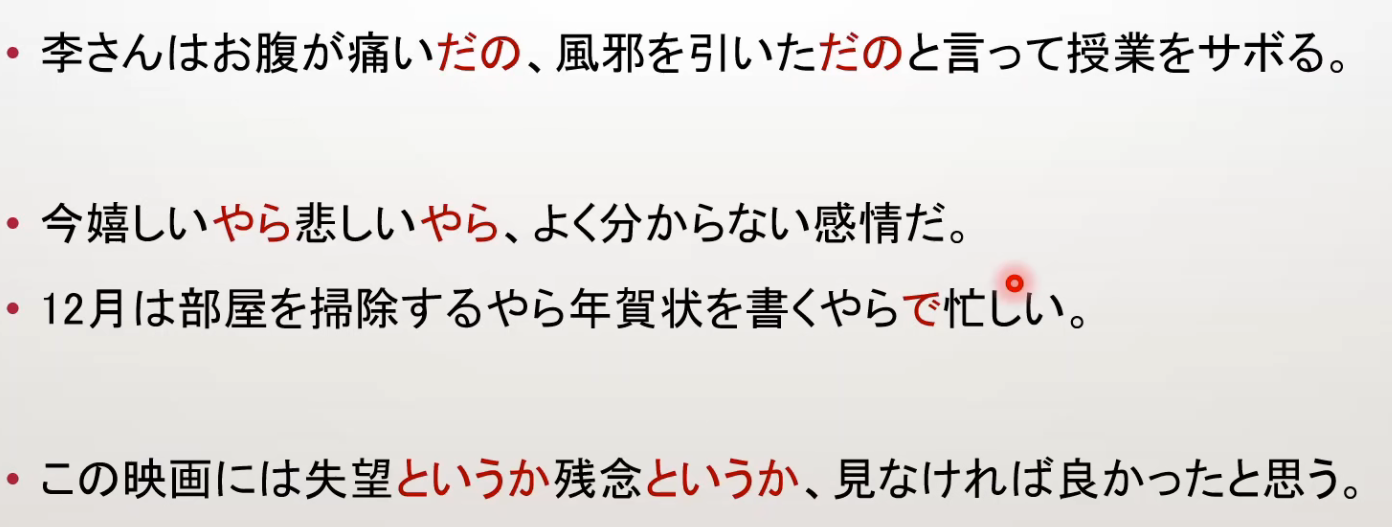 • 李さんはお腹が痛いだの、風邪を引いただのと言って授業をサボる。
• 今嬉しいやら悲しいやら、よく分からない感情だ。
• 12月は部屋を掃除するやら年賀状を書くやらで忙しい。
• この映画には失望というか残念というか、見なければ良かったと思う。